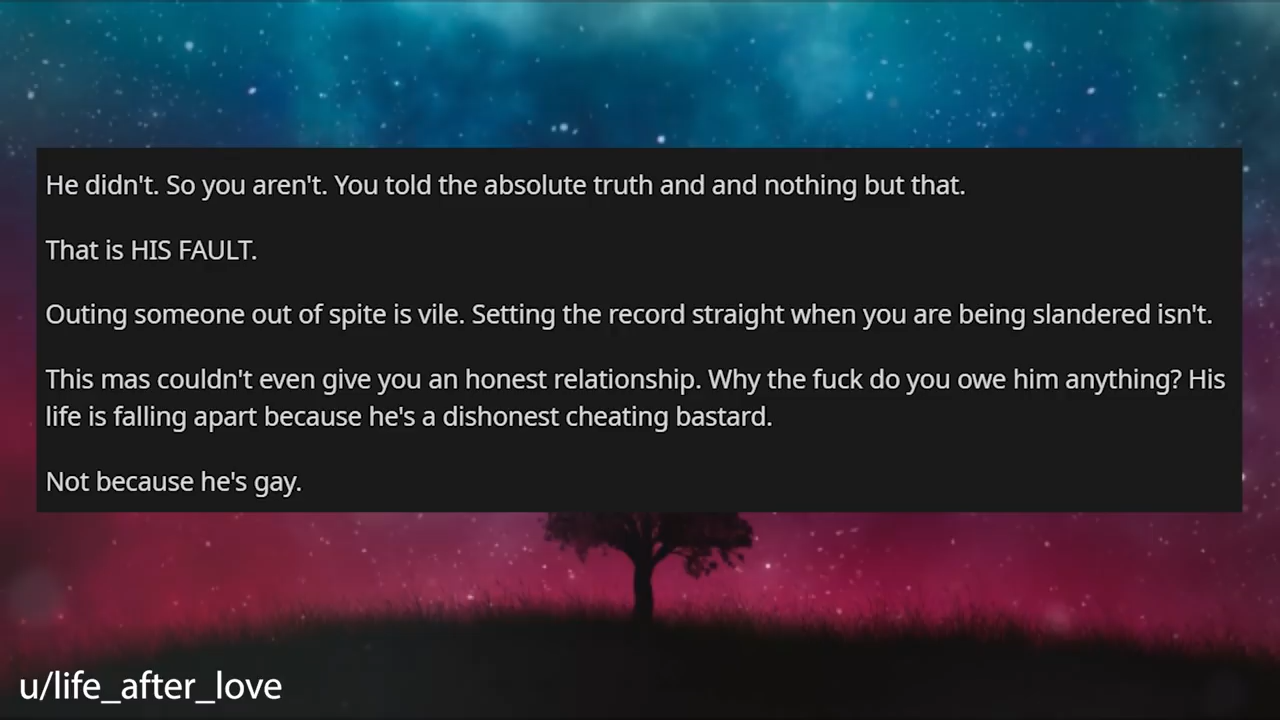 He didn't. So you aren't. You told the absolute truth and and nothing but that.
That is HIS FAULT.
Outing someone out of spite is vile. Setting the record straight when you are being slandered isn't.
This mas couldn't even give you an honest relationship. Why the fuck do you owe him anything? His
life is falling apart because he's a dishonest cheating bastard.
Not because he's gay.
u/life_after_love